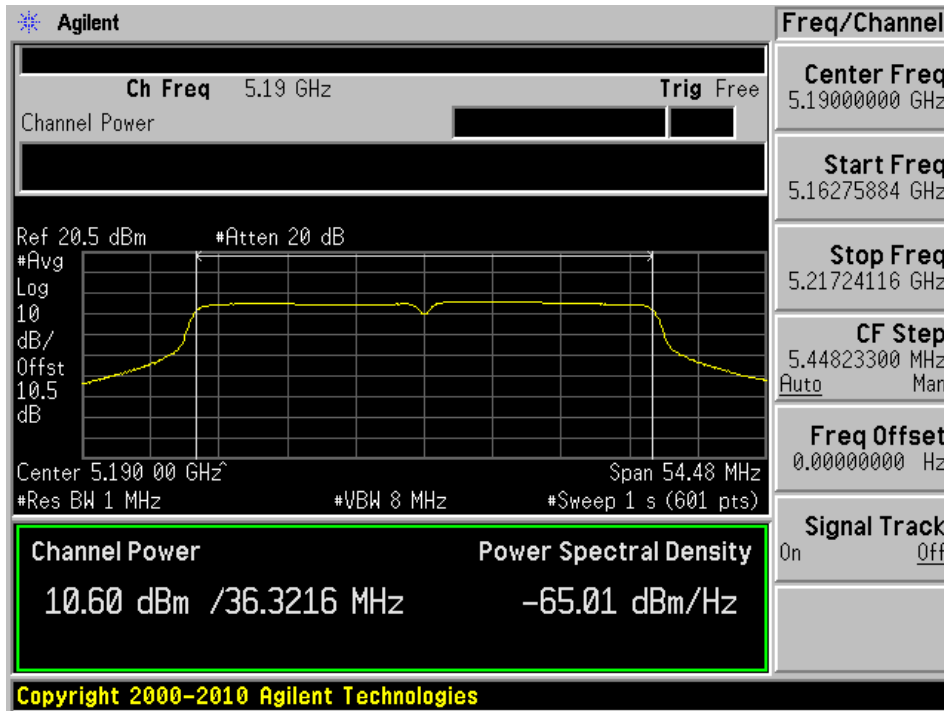 Agilent
Freq/Channel
Ch Freq 5.19 GHz Trig Free
Channel Power
Center Freq
5.19000000 GHz
Start Freq
5.16275884 GHz
Stop Freq
5.21724116 GHz
CF Step
5.44823300 MHz
Auto Man
Freq Offset
0.00000000 Hz
Signal Track
On Off
Ref 20.5 dBm #Atten 20 dB
#Avg
Log
10
dB/
Offst
10.5
dB
Center 5.190 00 GHz^ Span 54.48 MHz
#Res BW 1 MHz #VBW 8 MHz #Sweep 1 s (601 pts)
Channel Power Power Spectral Density
10.60 dBm /36.3216 MHz -65.01 dBm/Hz
Copyright 2000-2010 Agilent Technologies